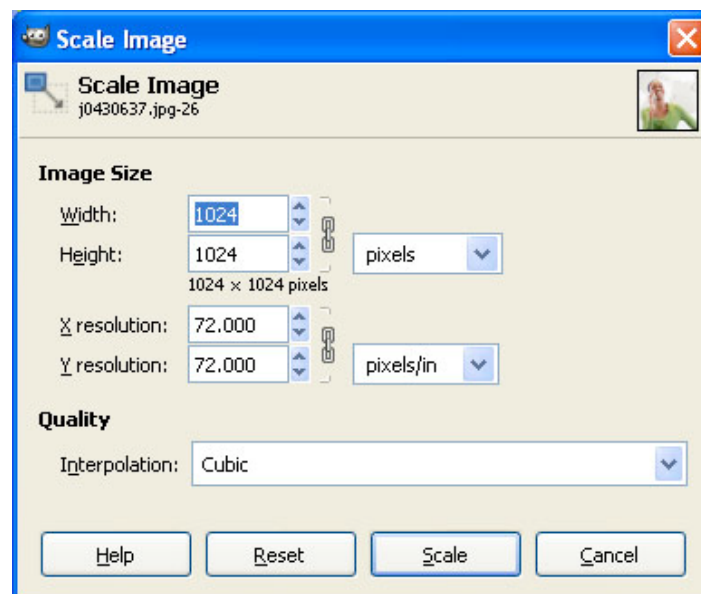 Scale Image
Scale Image
j0430637.jpg-26
Image Size
Width: 1024
Height: 1024 pixels
1024 × 1024 pixels
X resolution: 72.000
Y resolution: 72.000 pixels/in
Quality
Interpolation: Cubic
Help Reset Scale Cancel